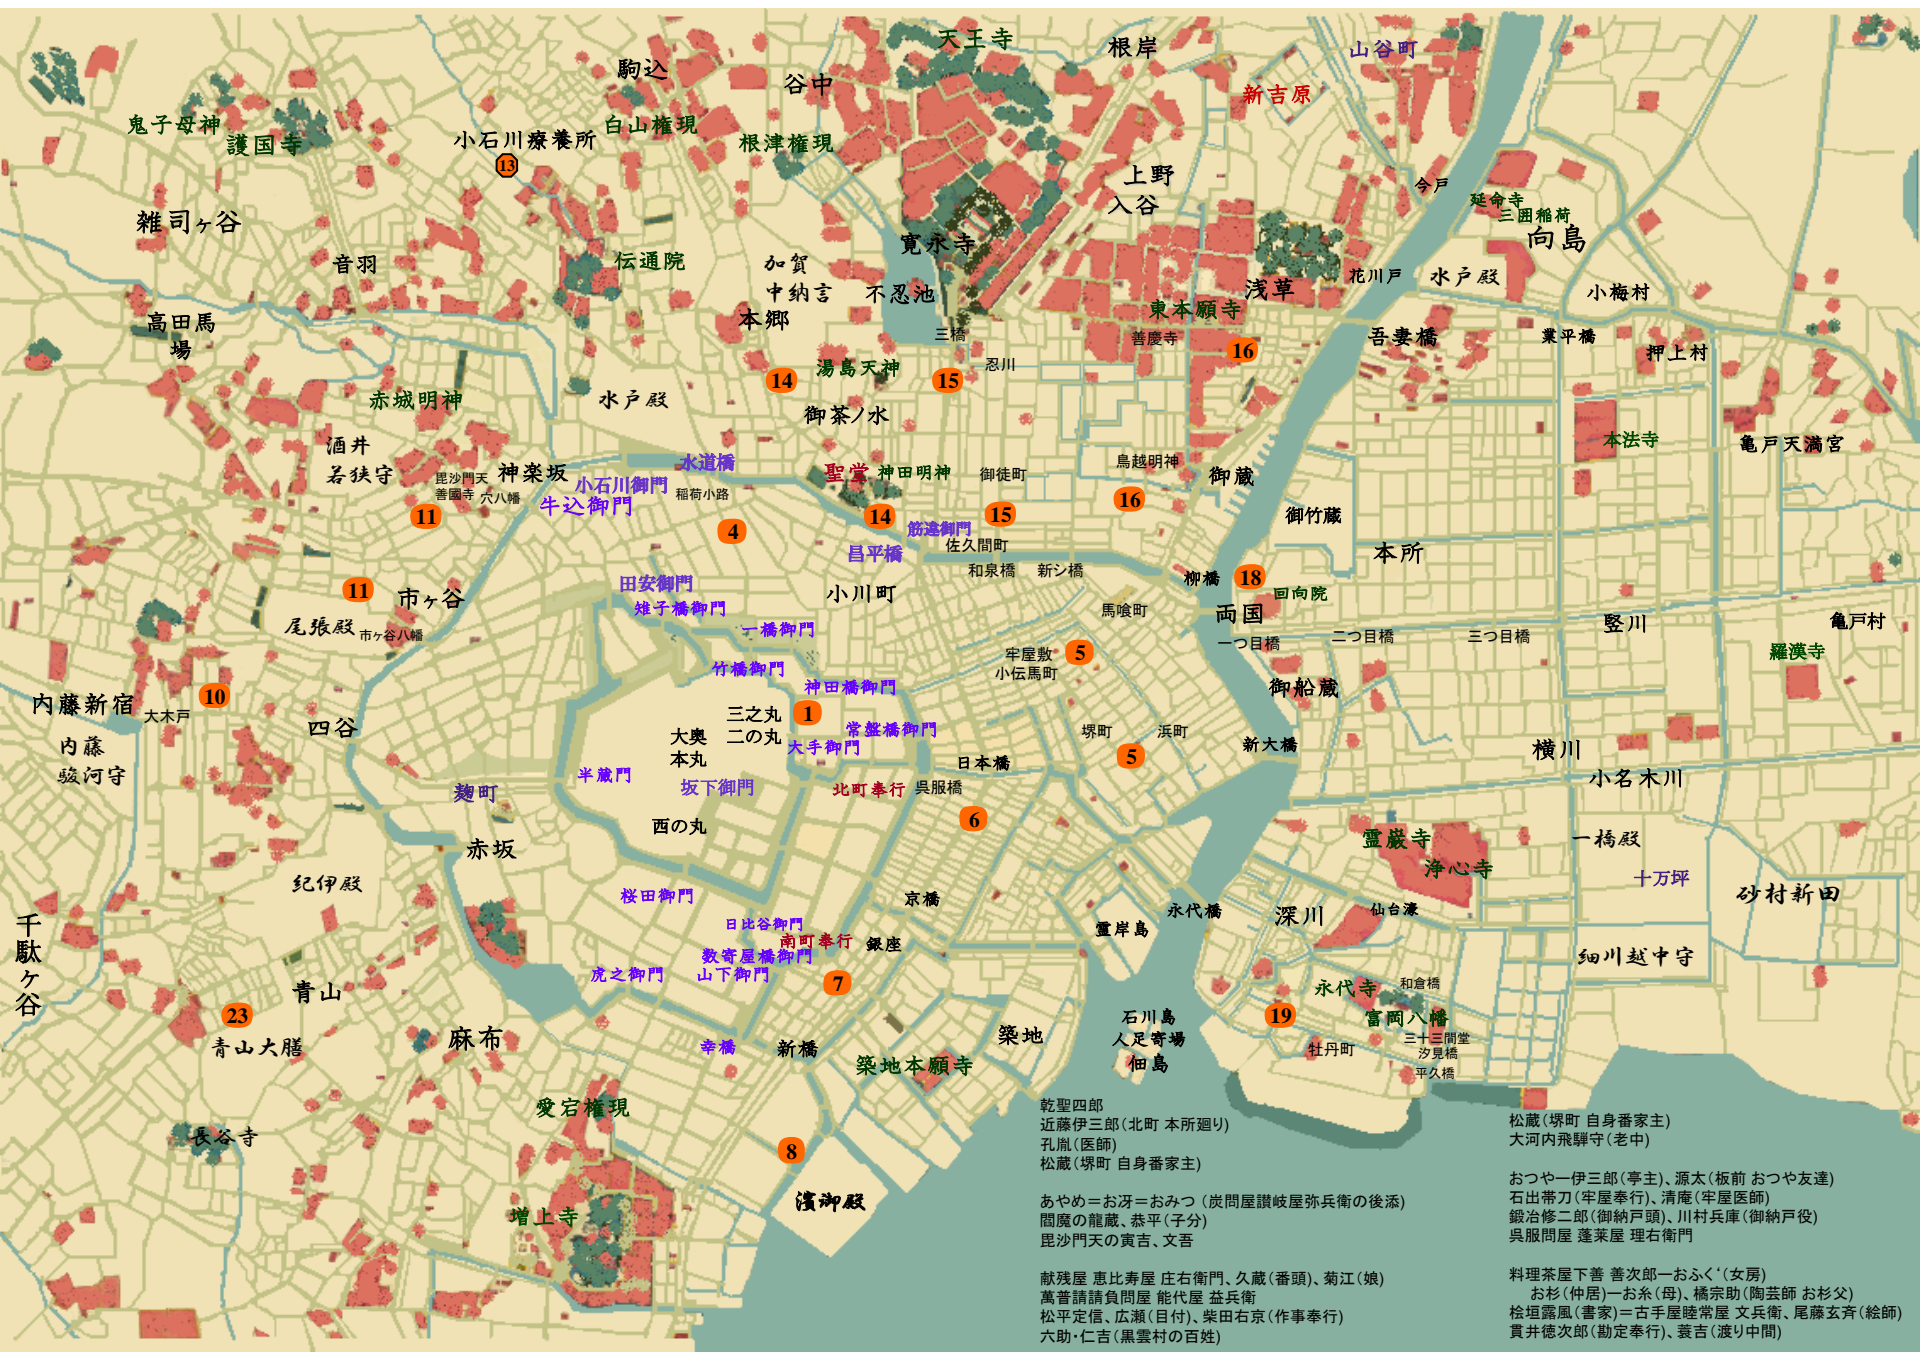 天王寺
根岸
山谷町
駒込
谷中
新吉原
鬼子母神
護国寺
小石川療養所
13
白山権現
根津権現
上野
入谷
今戸
延命寺
三囲稲荷
向島
雑司ヶ谷
音羽
伝通院
加賀
中納言
寛永寺
不忍池
浅草
花川戸
水戸殿
小梅村
高田馬
場
本郷
三橋
東本願寺
善慶寺
16
吾妻橋
業平橋
押上村
湯島天神
14
15
忍川
赤城明神
水戸殿
御茶ノ水
酒井
若狭守
毘沙門天
善國寺
穴八幡
神楽坂
11
水道橋
小石川御門
牛込御門
稲荷小路
聖堂
神田明神
御徒町
鳥越明神
16
御蔵
本法寺
亀戸天満宮
4
14
15
筋違御門
昌平橋
佐久間町
御竹蔵
本所
和泉橋
新シ橋
柳橋
18
回向院
田安御門
雉子橋御門
小川町
馬喰町
両国
11
市ヶ谷
尾張殿
市ヶ谷八幡
一橋御門
竹橋御門
神田橋御門
牢屋敷
小伝馬町
5
一つ目橋
二つ目橋
三つ目橋
竪川
亀戸村
羅漢寺
内藤新宿
大木戸
10
四谷
内藤
駿河守
三之丸
二の丸
1
大奥
本丸
常盤橋御門
大手御門
堺町
浜町
5
御船蔵
新大橋
横川
小名木川
半蔵門
坂下御門
北町奉行
呉服橋
日本橋
麹町
西の丸
6
赤坂
霊巌寺
浄心寺
一橋殿
十万坪
砂村新田
紀伊殿
桜田御門
日比谷御門
南町奉行
数寄屋橋御門
山下御門
虎之御門
銀座
京橋
霊岸島
永代橋
深川
仙台濠
細川越中守
千駄ヶ谷
青山
23
青山大膳
麻布
7
幸橋
新橋
築地
築地本願寺
石川島
人足寄場
佃島
永代寺
和倉橋
富岡八幡
19
牡丹町
三十三間堂
汐見橋
平久橋
長谷寺
愛宕権現
増上寺
8
濱御殿
乾聖四郎
近藤伊三郎(北町 本所廻り)
孔胤(医師)
松蔵(堺町 自身番家主)
あやめ＝お冴＝おみつ (炭問屋讃岐屋弥兵衛の後添)
閻魔の龍蔵、恭平(子分)
毘沙門天の寅吉、文吾
献残屋 恵比寿屋 庄右衛門、久蔵(番頭)、菊江(娘)
萬普請請負問屋 能代屋 益兵衛
松平定信、広瀬(目付)、柴田右京(作事奉行)
六助・仁吉(黒雲村の百姓)
松蔵(堺町 自身番家主)
大河内飛騨守(老中)
おつや―伊三郎(亭主)、源太(板前 おつや友達)
石出帯刀(牢屋奉行)、清庵(牢屋医師)
鍛冶修二郎(御納戸頭)、川村兵庫(御納戸役)
呉服問屋 蓬莱屋 理右衛門
料理茶屋下善 善次郎―おふく‘(女房)
お杉(仲居)―お糸(母)、橘宗助(陶芸師 お杉父)
桧垣露風(書家)＝古手屋睦常屋 文兵衛、尾藤玄斉(絵師)
貫井徳次郎(勘定奉行)、蓑吉(渡り中間)